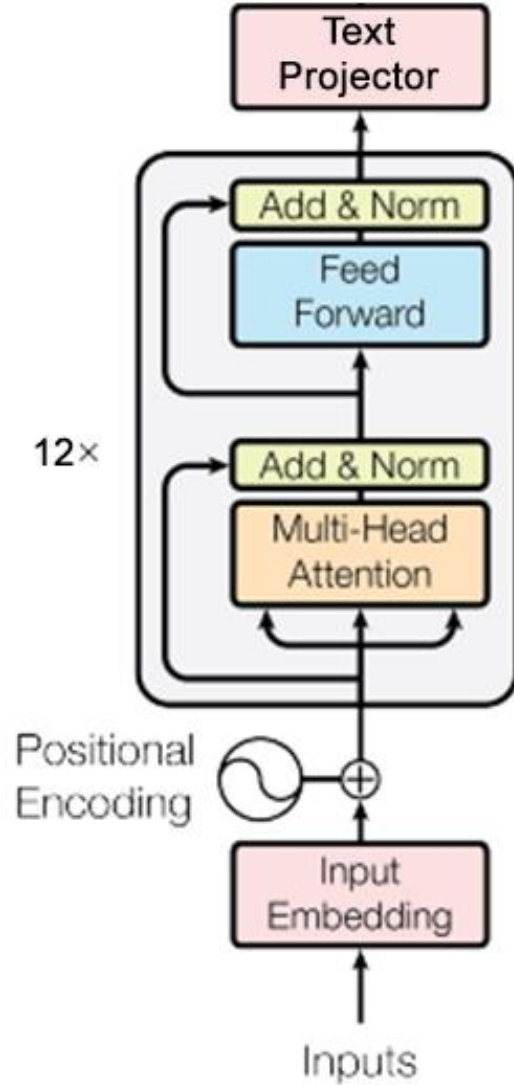 Text
Projector
Add & Norm
Feed
Forward
12×
Add & Norm
Multi-Head
Attention
Positional
Encoding
Input
Embedding
Inputs